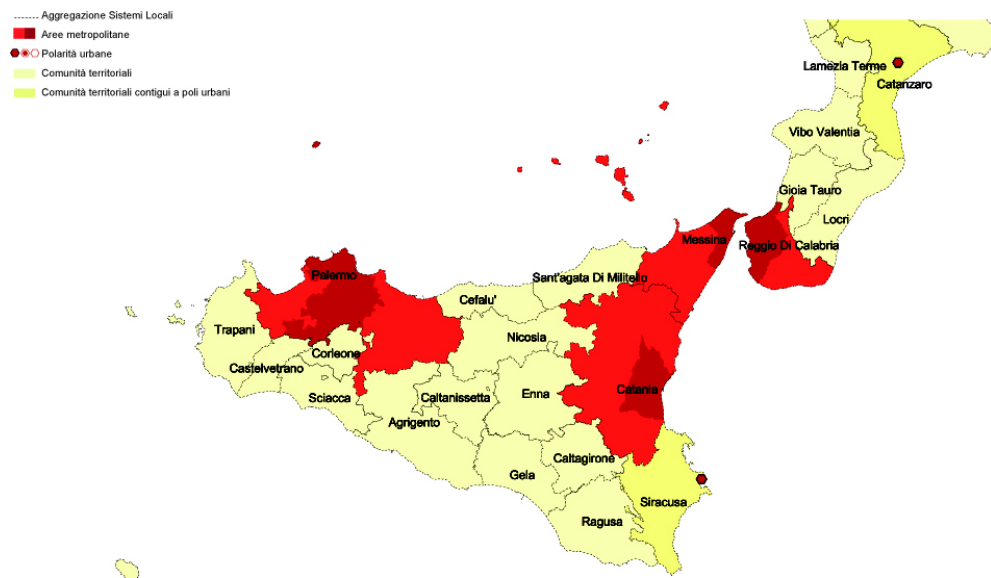 Aggregazione Sistemi Locali
Aree metropolitane
Polarità urbane
Comunità territoriali
Comunità territoriali contigui a poli urbani
Lamezia Terme
Catanzaro
Vibo Valentia
Gioia Tauro
Locri
Messina
Reggio Di Calabria
Palermo
Sant'agata Di Militello
Cefalu'
Trapani
Nicosia
Corleone
Castelvetrano
Sciacca
Caltanissetta
Enna
Catania
Agrigento
Caltagirone
Gela
Siracusa
Ragusa